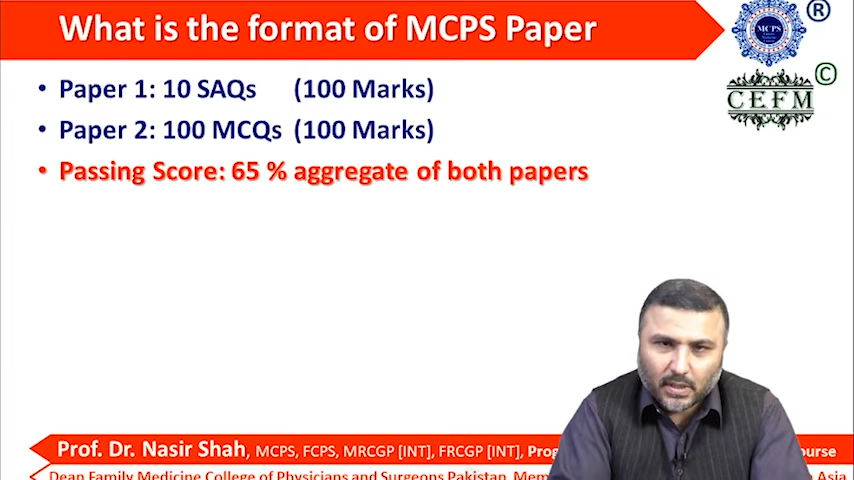 What is the format of MCPS Paper
®
MCPS
CEFM ©
• Paper 1: 10 SAQs (100 Marks)
• Paper 2: 100 MCQs (100 Marks)
• Passing Score: 65 % aggregate of both papers
Prof. Dr. Nasir Shah, MCPS, FCPS, MRCGP [INT], FRCGP [INT], ourse
Dean Family Medicine College of Physicians and Surgeons Pakistan, Asia